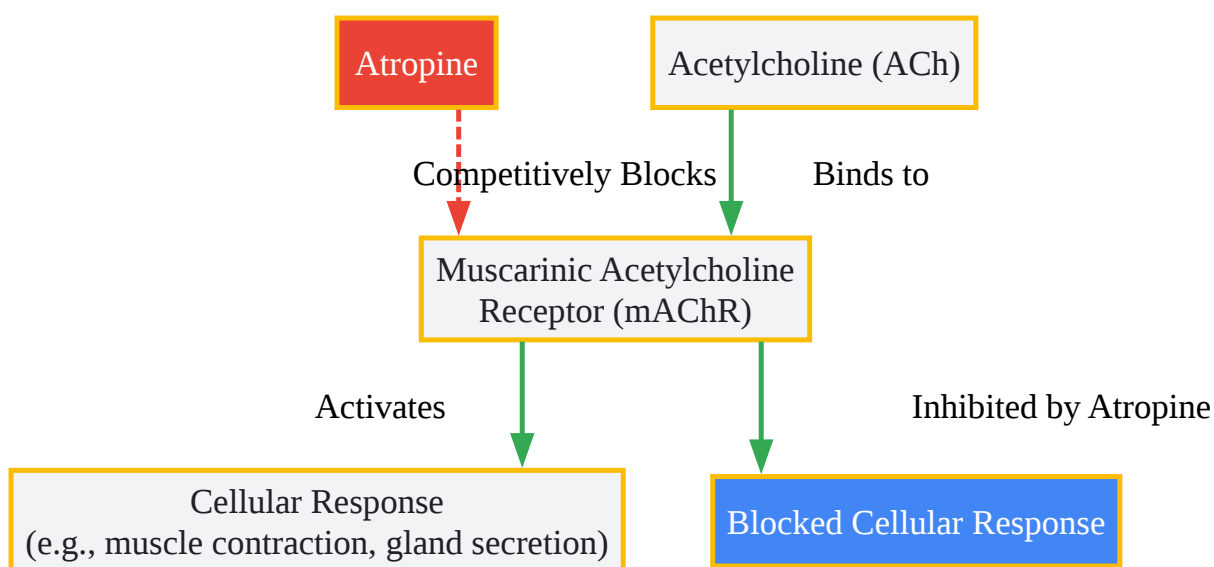 Atropine
Acetylcholine (ACh)
Competitively Blocks
Binds to
Muscarinic Acetylcholine
Receptor (mAChR)
Activates
Inhibited by Atropine
Cellular Response
(e.g., muscle contraction, gland secretion)
Blocked Cellular Response